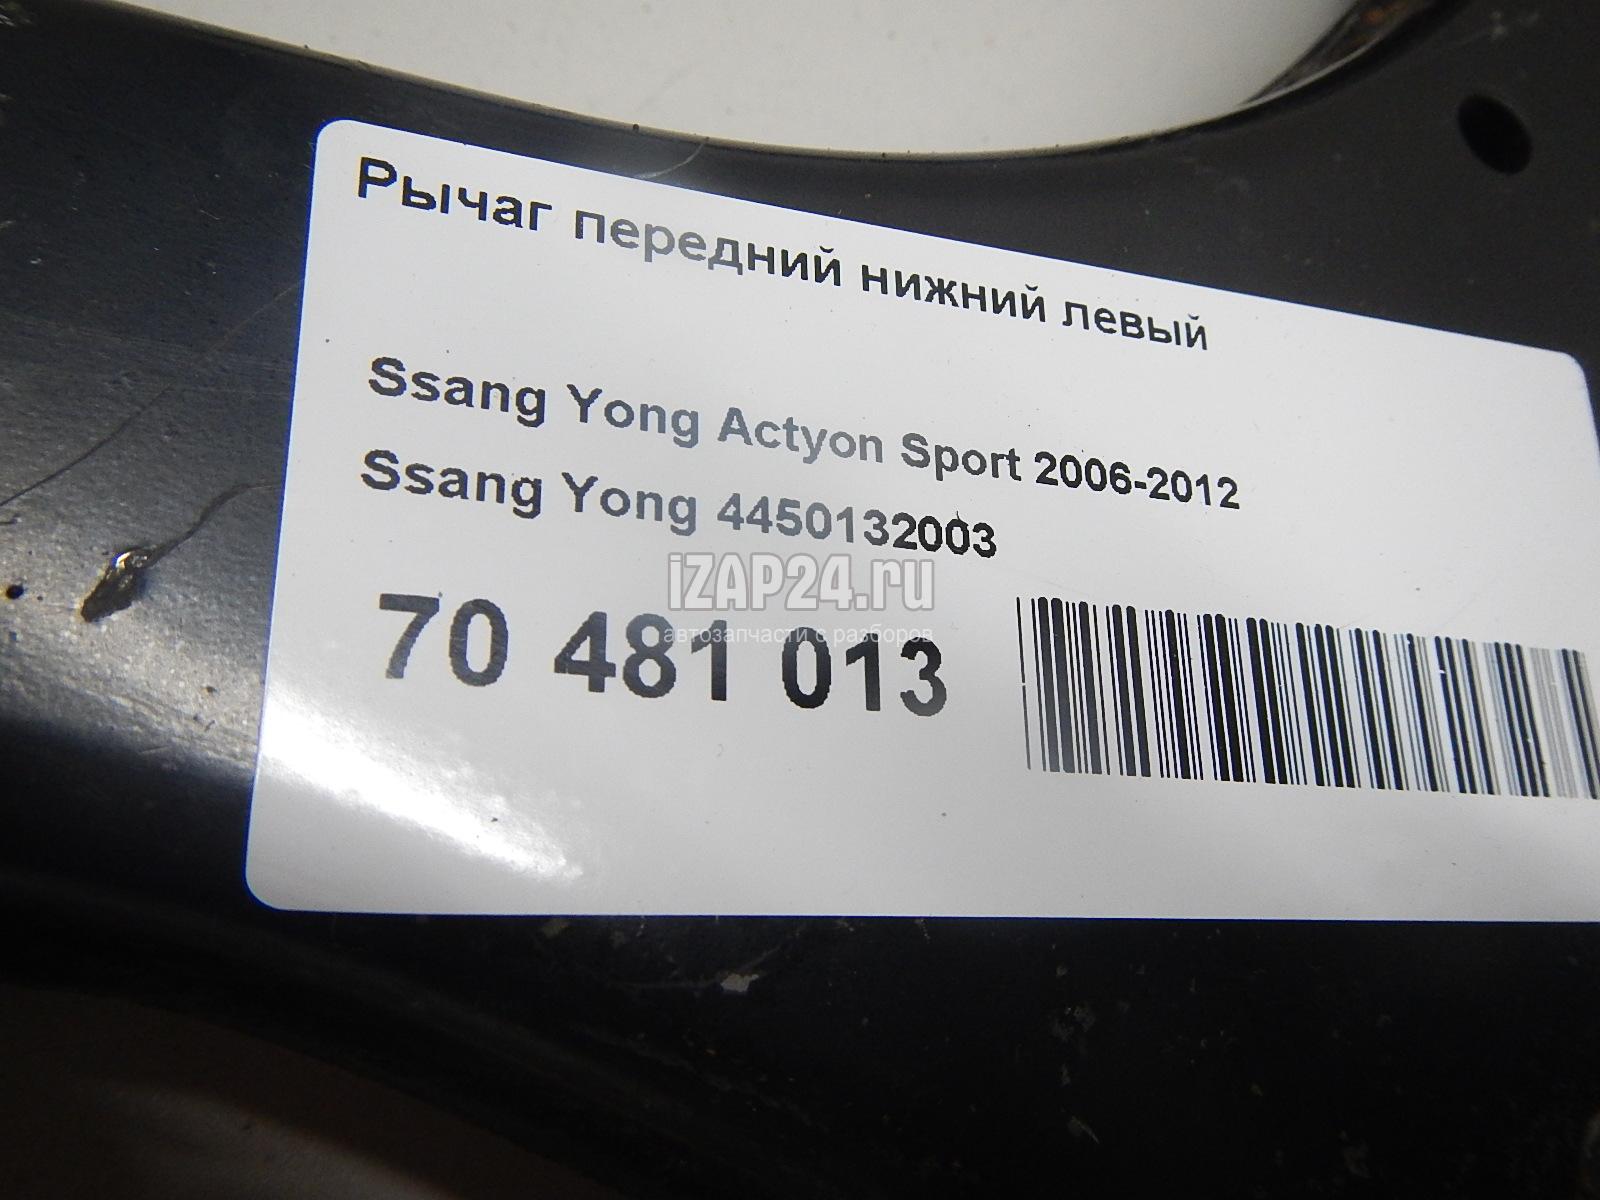 Рычаг передний нижний левый
Ssang Yong Actyon Sport 2006-2012
Ssang Yong 4450132003
iZAP24.ru
автозапчасти с разборов
70 481 013